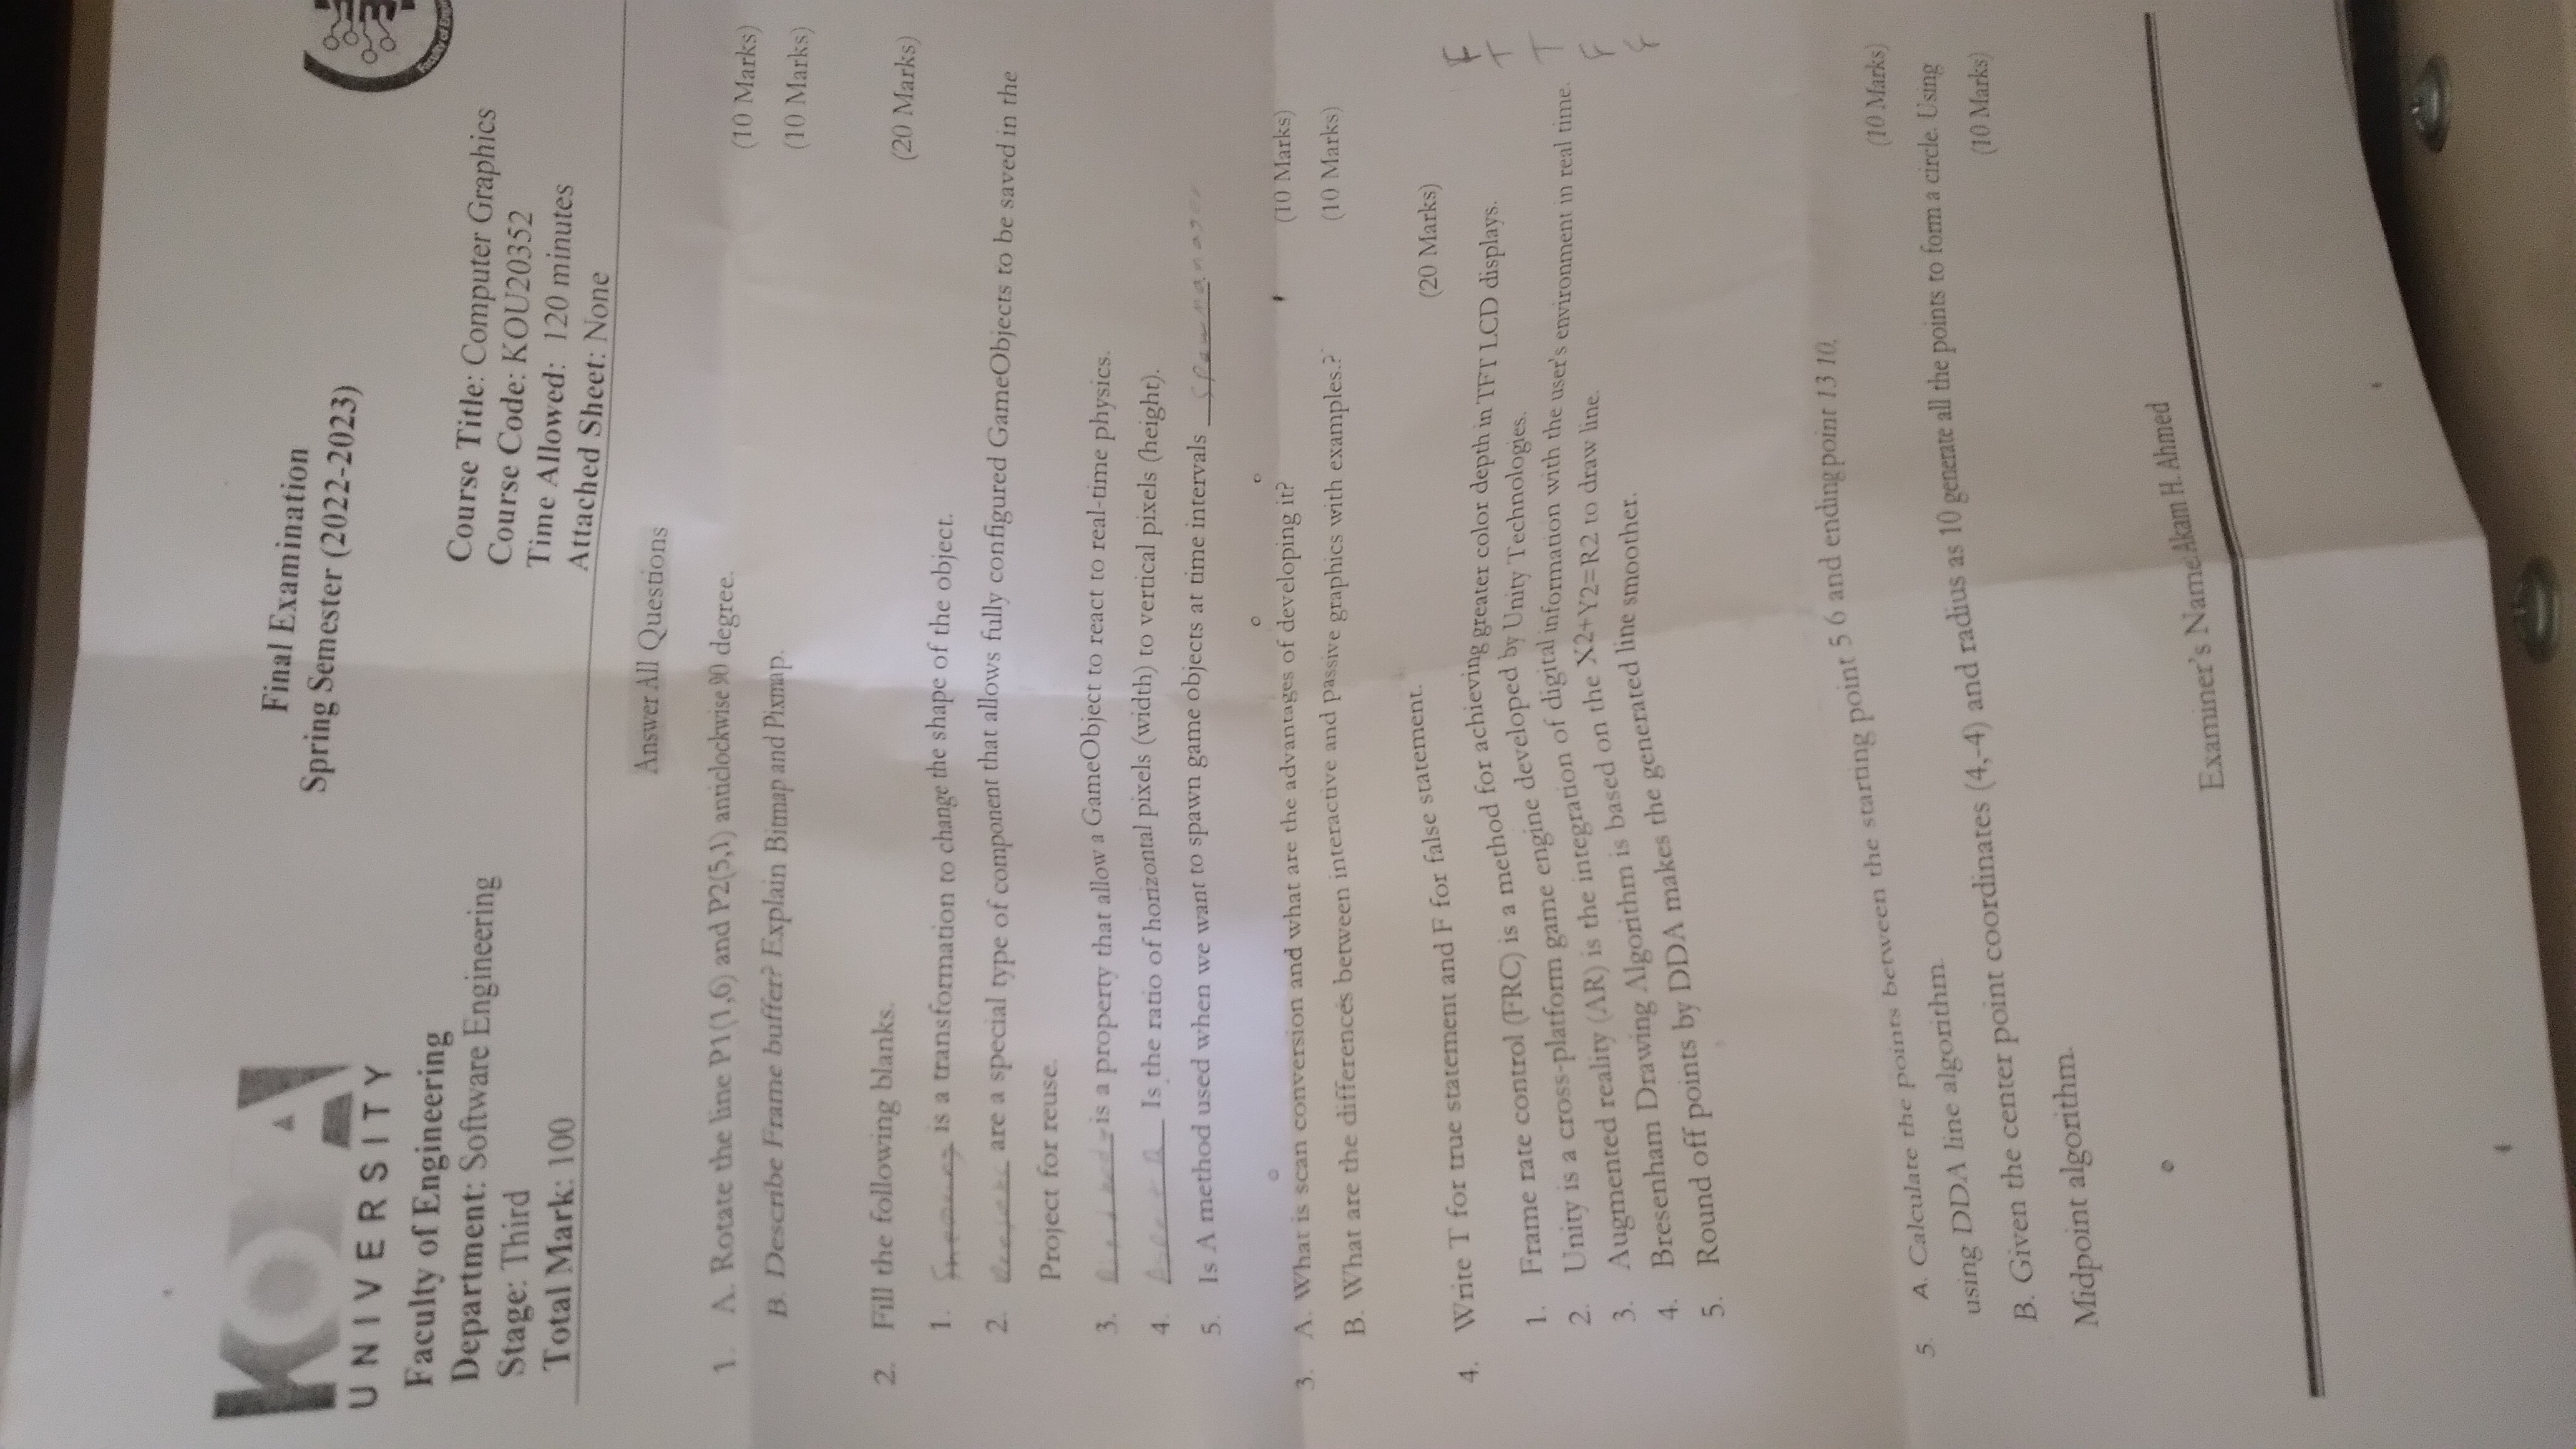 KOYA
UNIVERSITY
Final Examination
Spring Semester (2022-2023)
Faculty of Engineering
Department: Software Engineering
Stage: Third
Total Mark: 100
Course Title: Computer Graphics
Course Code: KOU20352
Time Allowed: 120 minutes
Attached Sheet: None
Answer All Questions
1. A. Rotate the line P1(1,6) and P2(5,1) anticlockwise 90 degree. (10 Marks)
B. Describe Frame buffer? Explain Bitmap and Pixmap. (10 Marks)
2. Fill the following blanks. (20 Marks)
1. is a transformation to change the shape of the object.
2. are a special type of component that allows fully configured GameObjects to be saved in the
Project for reuse.
3. is a property that allow a GameObject to react to real-time physics.
4. Is the ratio of horizontal pixels (width) to vertical pixels (height).
5. Is A method used when we want to spawn game objects at time intervals
3. A. What is scan conversion and what are the advantages of developing it? (10 Marks)
B. What are the differences between interactive and passive graphics with examples.? (10 Marks)
4. Write T for true statement and F for false statement. (20 Marks)
1. Frame rate control (FRC) is a method for achieving greater color depth in TFT LCD displays. F
2. Unity is a cross-platform game engine developed by Unity Technologies. T
3. Augmented reality (AR) is the integration of digital information with the user's environment in real time. T
4. Bresenham Drawing Algorithm is based on the X2+Y2=R2 to draw line. F
5. Round off points by DDA makes the generated line smoother. F
5. A. Calculate the points between the starting point 5 6 and ending point 13 10,
using DDA line algorithm. (10 Marks)
B. Given the center point coordinates (4,-4) and radius as 10 generate all the points to form a circle. Using
Midpoint algorithm. (10 Marks)
Examiner's Name: Akam H. Ahmed